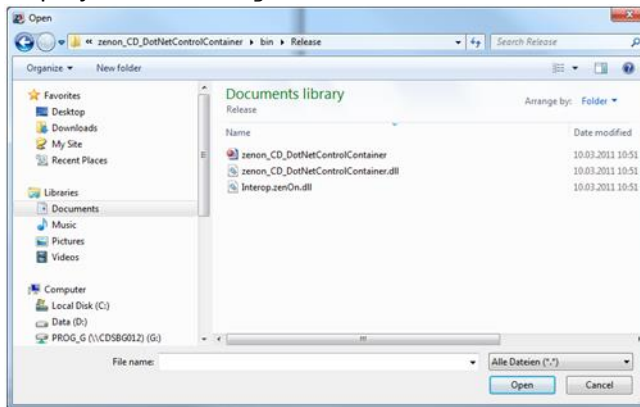 Open
« zenon_CD_DotNetControlContainer ▸ bin ▸ Release
Search Release
Organize
New folder
Favorites
Desktop
Downloads
My Site
Recent Places
Libraries
Documents
Music
Pictures
Videos
Computer
Local Disk (C:)
Data (D:)
PROG_G (\\CDSBG012) (G:)
Documents library
Release
Arrange by: Folder
Name Date modified
zenon_CD_DotNetControlContainer 10.03.2011 10:51
zenon_CD_DotNetControlContainer.dll 10.03.2011 10:51
Interop.zenOn.dll 10.03.2011 10:51
File name:
Alle Dateien ("*.*")
Open Cancel